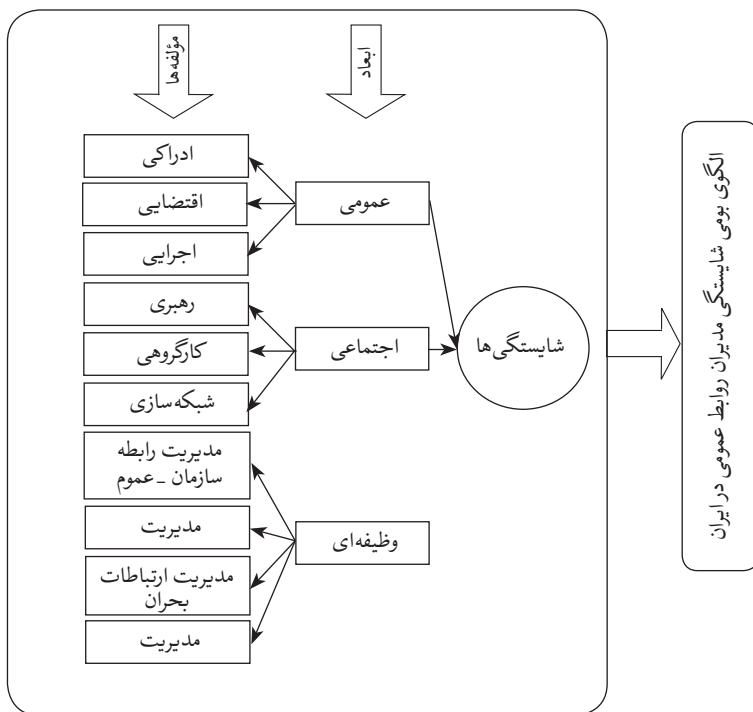 مؤلفه‌ها
ابعاد
ادراکی
اقتضایی
اجرایی
رهبری
کارگروهی
شبکه‌سازی
مدیریت رابطه
سازمان ـ عموم
مدیریت
مدیریت ارتباطات
بحران
مدیریت
عمومی
اجتماعی
وظیفه‌ای
شایستگی‌ها
الگوی بومی شایستگی مدیران روابط عمومی در ایران